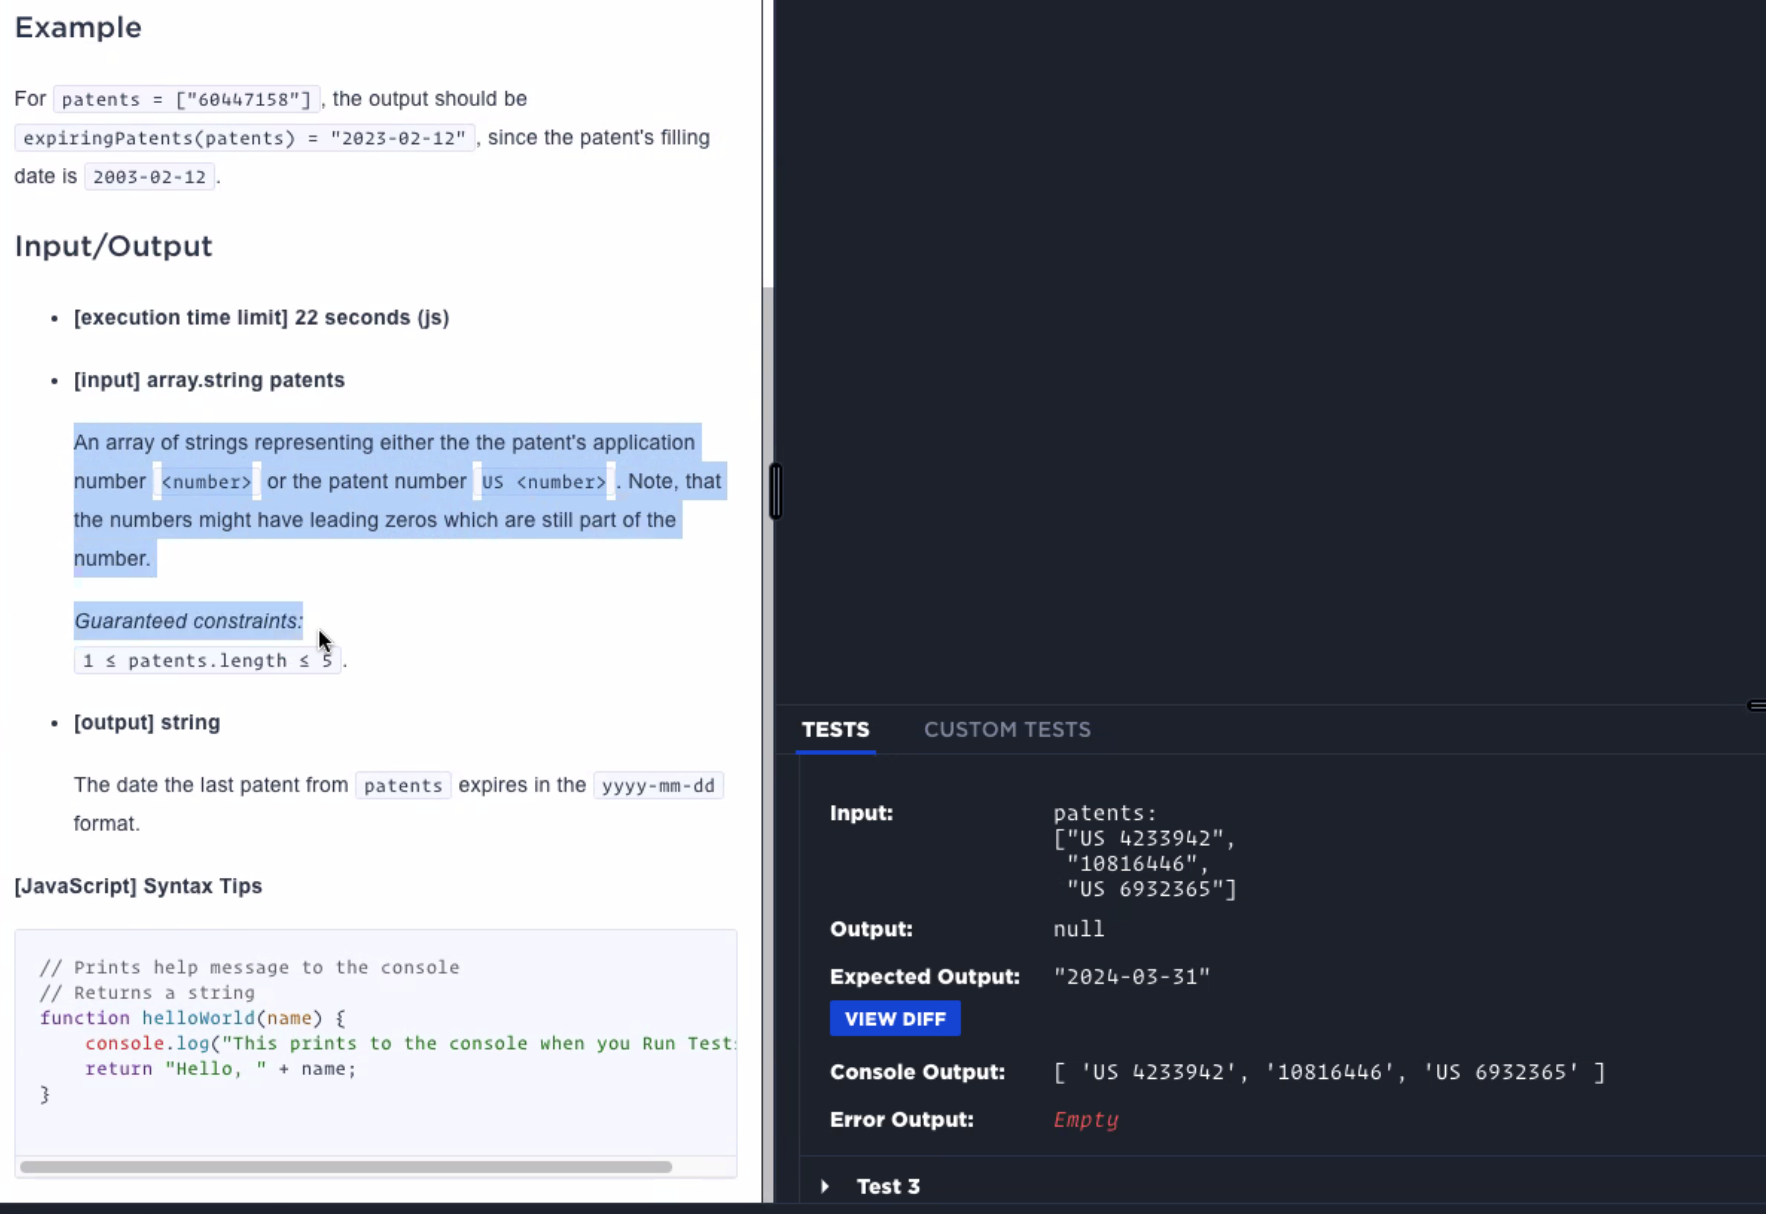 Example
For patents = ["60447158"] , the output should be
expiringPatents(patents) = "2023-02-12" , since the patent's filling
date is 2003-02-12 .
Input/Output
• [execution time limit] 22 seconds (js)
• [input] array.string patents
An array of strings representing either the the patent's application
number <number> or the patent number US <number> . Note, that
the numbers might have leading zeros which are still part of the
number.
Guaranteed constraints:
1 ≤ patents.length ≤ 5 .
• [output] string
The date the last patent from patents expires in the yyyy-mm-dd
format.
[JavaScript] Syntax Tips
// Prints help message to the console
// Returns a string
function helloWorld(name) {
console.log("This prints to the console when you Run Tests
return "Hello, " + name;
}
TESTS
CUSTOM TESTS
Input: patents:
["US 4233942",
"10816446",
"US 6932365"]
Output: null
Expected Output: "2024-03-31"
VIEW DIFF
Console Output: [ 'US 4233942', '10816446', 'US 6932365' ]
Error Output: Empty
Test 3